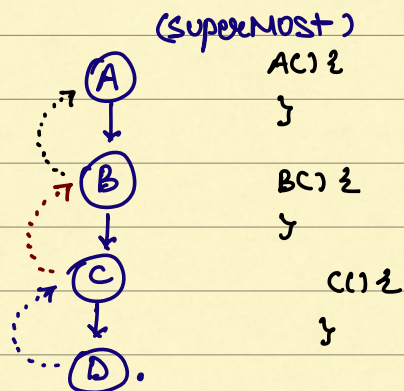 (SuperMOSt)
A A() {
}
B B() {
}
C C() {
}
D.